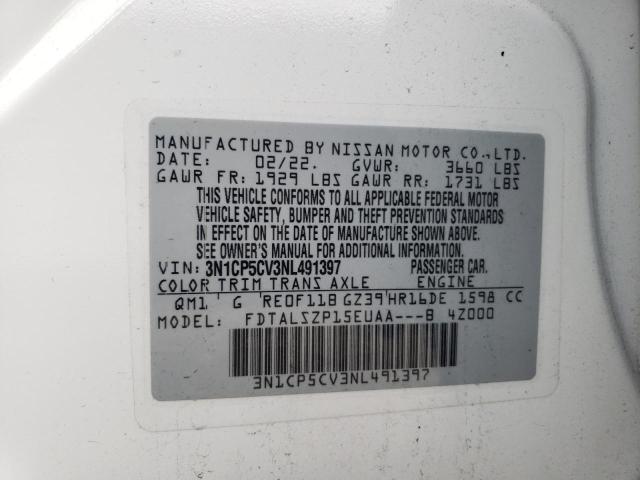 MANUFACTURED BY NISSAN MOTOR CO.,LTD.
DATE: 02/22. GVWR: 3660 LBS
GAWR FR: 1929 LBS GAWR RR: 1731 LBS
THIS VEHICLE CONFORMS TO ALL APPLICABLE FEDERAL MOTOR
VEHICLE SAFETY, BUMPER AND THEFT PREVENTION STANDARDS
IN EFFECT ON THE DATE OF MANUFACTURE SHOWN ABOVE.
SEE OWNER'S MANUAL FOR ADDITIONAL INFORMATION.
VIN: 3N1CP5CV3NL491397 PASSENGER CAR.
COLOR TRIM TRANS AXLE ENGINE
QM1 G RE0F11B GZ39 HR16DE 1598 CC
MODEL: FDTALSZP15EUAA---B 4Z000
3N1CP5CV3NL491397